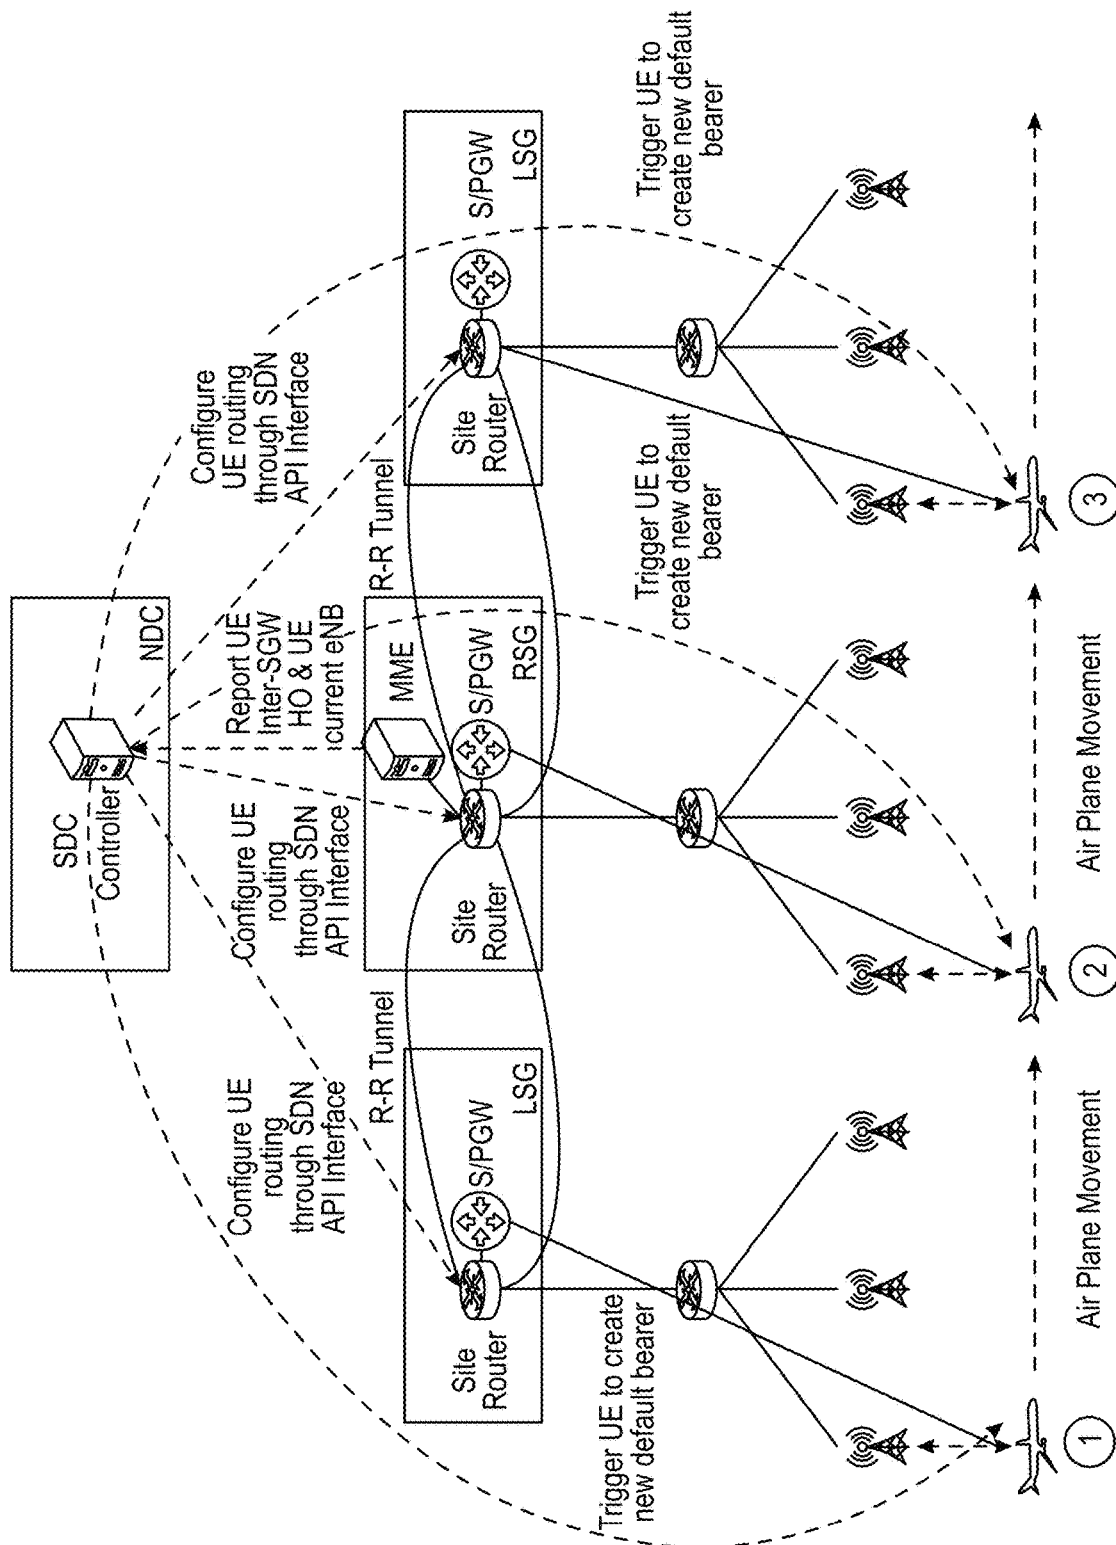 SDC
Controller
NDC
Configure UE
routing
through SDN
API Interface
Configure UE
routing
through SDN
API Interface
Report UE
Inter-SGW
HO & UE
current eNB
Configure
UE routing
through SDN
API Interface
R-R Tunnel
R-R Tunnel
Site
Router
S/PGW
LSG
MME
Site
Router
S/PGW
RSG
Site
Router
S/PGW
LSG
Trigger UE to create
new default bearer
Trigger UE to
create new default
bearer
Trigger UE to
create new default
bearer
1
Air Plane Movement
2
Air Plane Movement
3